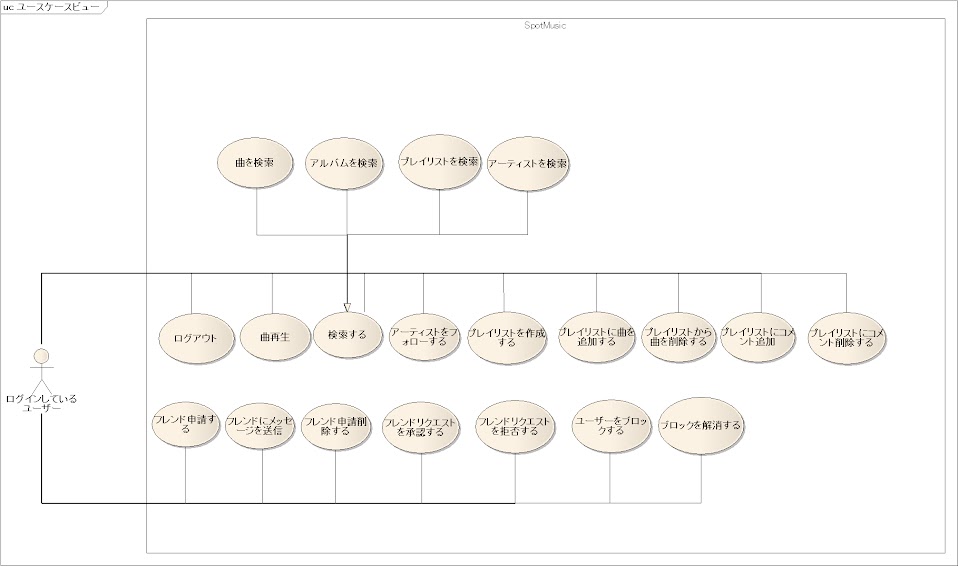 uc ユースケースビュー
SpotMusic
曲を検索
アルバムを検索
プレイリストを検索
アーティストを検索
ログアウト
曲再生
検索する
アーティストをフ
ォローする
プレイリストを作成
する
プレイリストに曲を
追加する
プレイリストから
曲を削除する
プレイリストにコメ
ント追加
プレイリストにコメ
ント削除する
ログインしている
ユーザー
フレンド申請す
る
フレンドにメッセ
ージを送信
フレンド申請削
除する
フレンドリクエスト
を承認する
フレンドリクエスト
を拒否する
ユーザーをブロッ
クする
ブロックを解消する